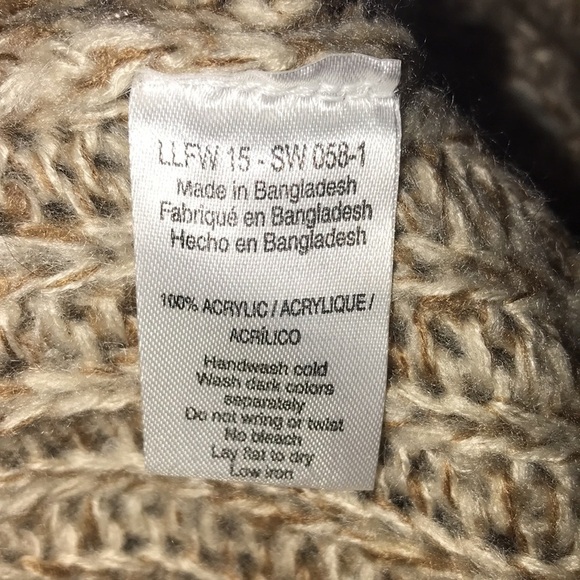 LLFW 15 - SW 058-1
Made in Bangladesh
Fabriqué en Bangladesh
Hecho en Bangladesh
100% ACRYLIC / ACRYLIQUE /
ACRÍLICO
Handwash cold
Wash dark colors
separately
Do not wring or twist
No bleach
Lay flat to dry
Low iron